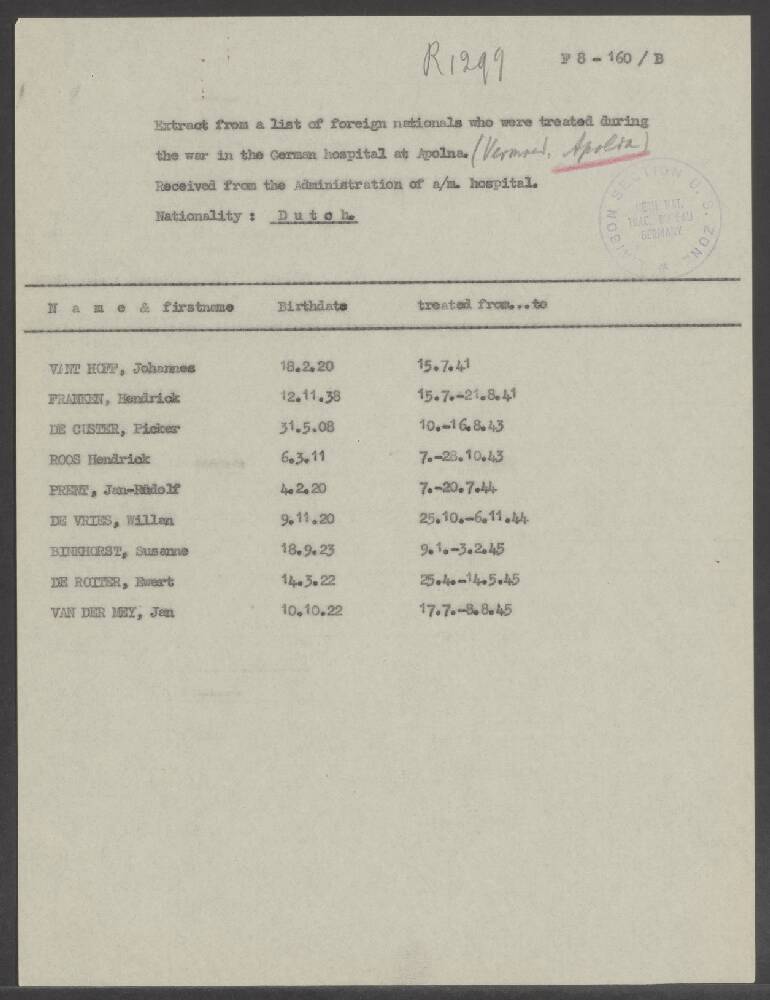 R1299
F 8 - 160 / B
Extract from a list of foreign nationals who were treated during
the war in the German hospital at Apolna. (Vermutl. Apolda)
Received from the Administration of a/m. hospital.
Nationality : D u t c h.
SECTION U. S. ZON
GERMANY
N a m e & firstname Birthdate treated from...to
VANT HOFF, Johannes 18.2.20 15.7.41
FRANKEN, Hendrick 12.11.38 15.7.-21.8.41
DE CUSTER, Picker 31.5.08 10.-16.8.43
ROOS Hendrick 6.3.11 7.-28.10.43
PRENT, Jan-Rudolf 4.2.20 7.-20.7.44
DE VRIES, Willan 9.11.20 25.10.-6.11.44
BINKHORST, Susanne 18.9.23 9.1.-3.2.45
DE ROITER, Ewert 14.3.22 25.4.-14.5.45
VAN DER MEY, Jan 10.10.22 17.7.-8.8.45